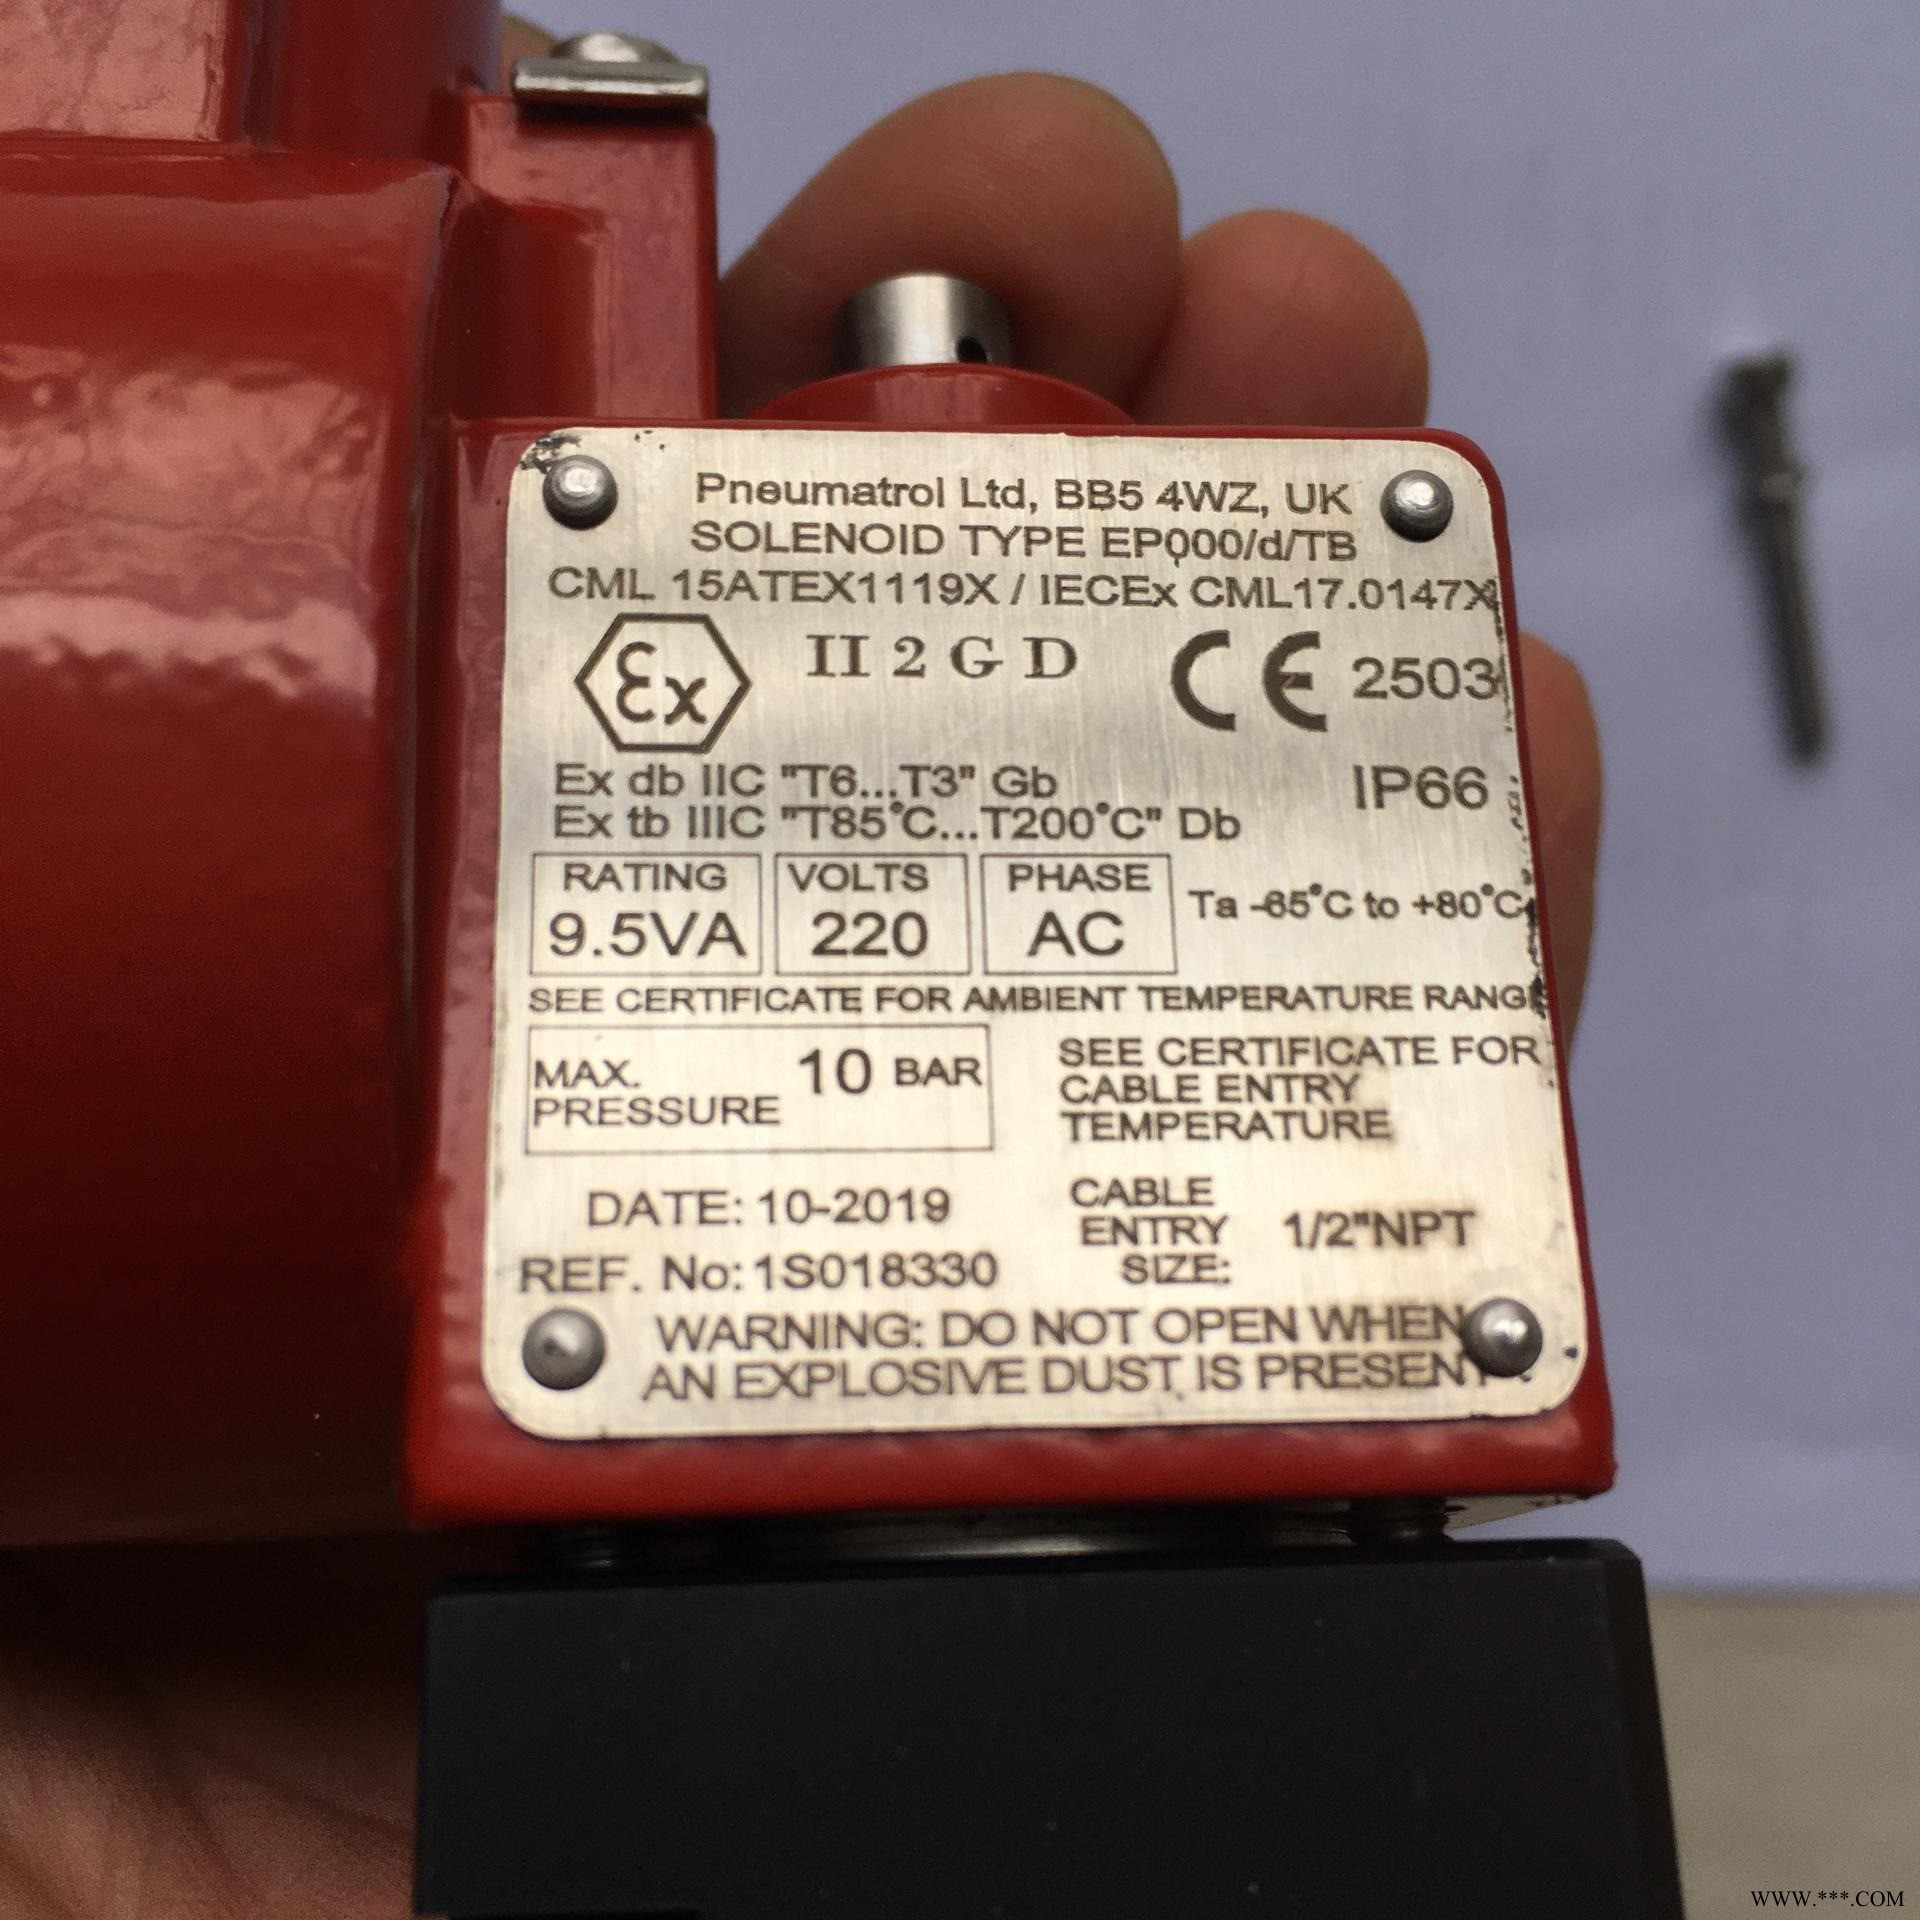 Pneumatrol Ltd, BB5 4WZ, UK
SOLENOID TYPE EP000/d/TB
CML 15ATEX1119X / IECEx CML17.0147X
Ex II 2 G D CE 2503
Ex db IIC "T6...T3" Gb IP66
Ex tb IIIC "T85°C...T200°C" Db
RATING VOLTS PHASE
9.5VA 220 AC
Ta -65°C to +80°C
SEE CERTIFICATE FOR AMBIENT TEMPERATURE RANGE
MAX. PRESSURE 10 BAR
SEE CERTIFICATE FOR
CABLE ENTRY
TEMPERATURE
DATE: 10-2019
REF. No: 1S018330
CABLE
ENTRY 1/2"NPT
SIZE:
WARNING: DO NOT OPEN WHEN
AN EXPLOSIVE DUST IS PRESENT
WWW.***.COM